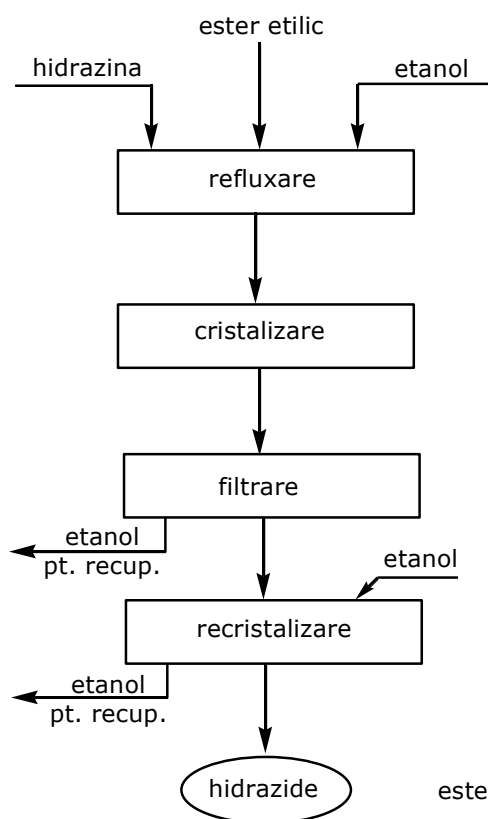 ester etilic
hidrazina
etanol
refluxare
cristalizare
filtrare
etanol
pt. recup.
etanol
recristalizare
etanol
pt. recup.
hidrazide
este